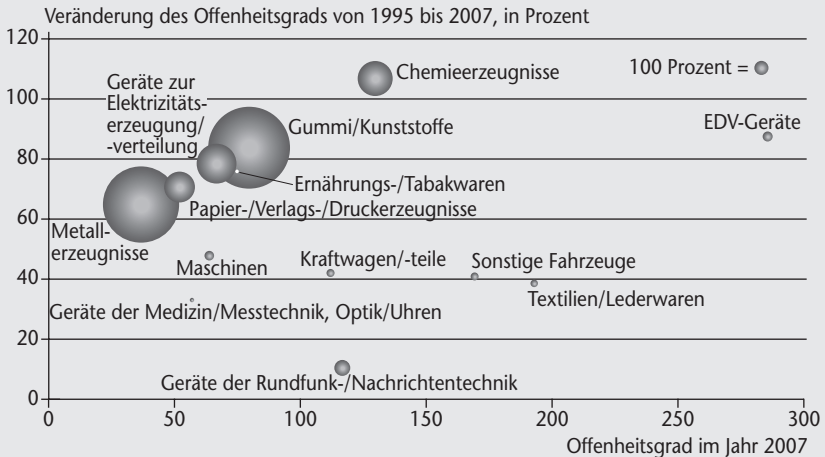 Veränderung des Offenheitsgrads von 1995 bis 2007, in Prozent
120
100
80
60
40
20
0
Geräte zur
Elektrizitäts-
erzeugung/
-verteilung
Chemieerzeugnisse
100 Prozent =
EDV-Geräte
Gummi/Kunststoffe
Ernährungs-/Tabakwaren
Papier-/Verlags-/Druckerzeugnisse
Metall-
erzeugnisse
Maschinen
Kraftwagen/-teile
Sonstige Fahrzeuge
Textilien/Lederwaren
Geräte der Medizin/Messtechnik, Optik/Uhren
Geräte der Rundfunk-/Nachrichtentechnik
0 50 100 150 200 250 300
Offenheitsgrad im Jahr 2007